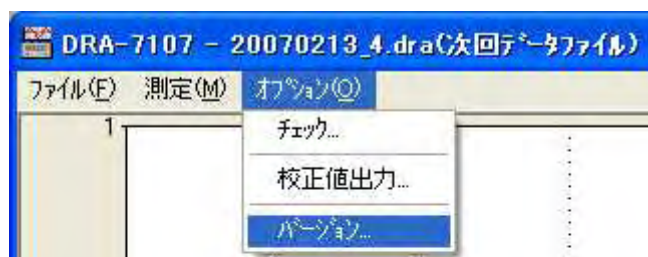 DRA-7107 - 20070213_4.dra(次回ﾃﾞｰﾀﾌｧｲﾙ)
ﾌｧｲﾙ(F) 測定(M) ｵﾌﾟｼｮﾝ(O)
1
ﾁｪｯｸ...
校正値出力...
ﾊﾞｰｼﾞｮﾝ...